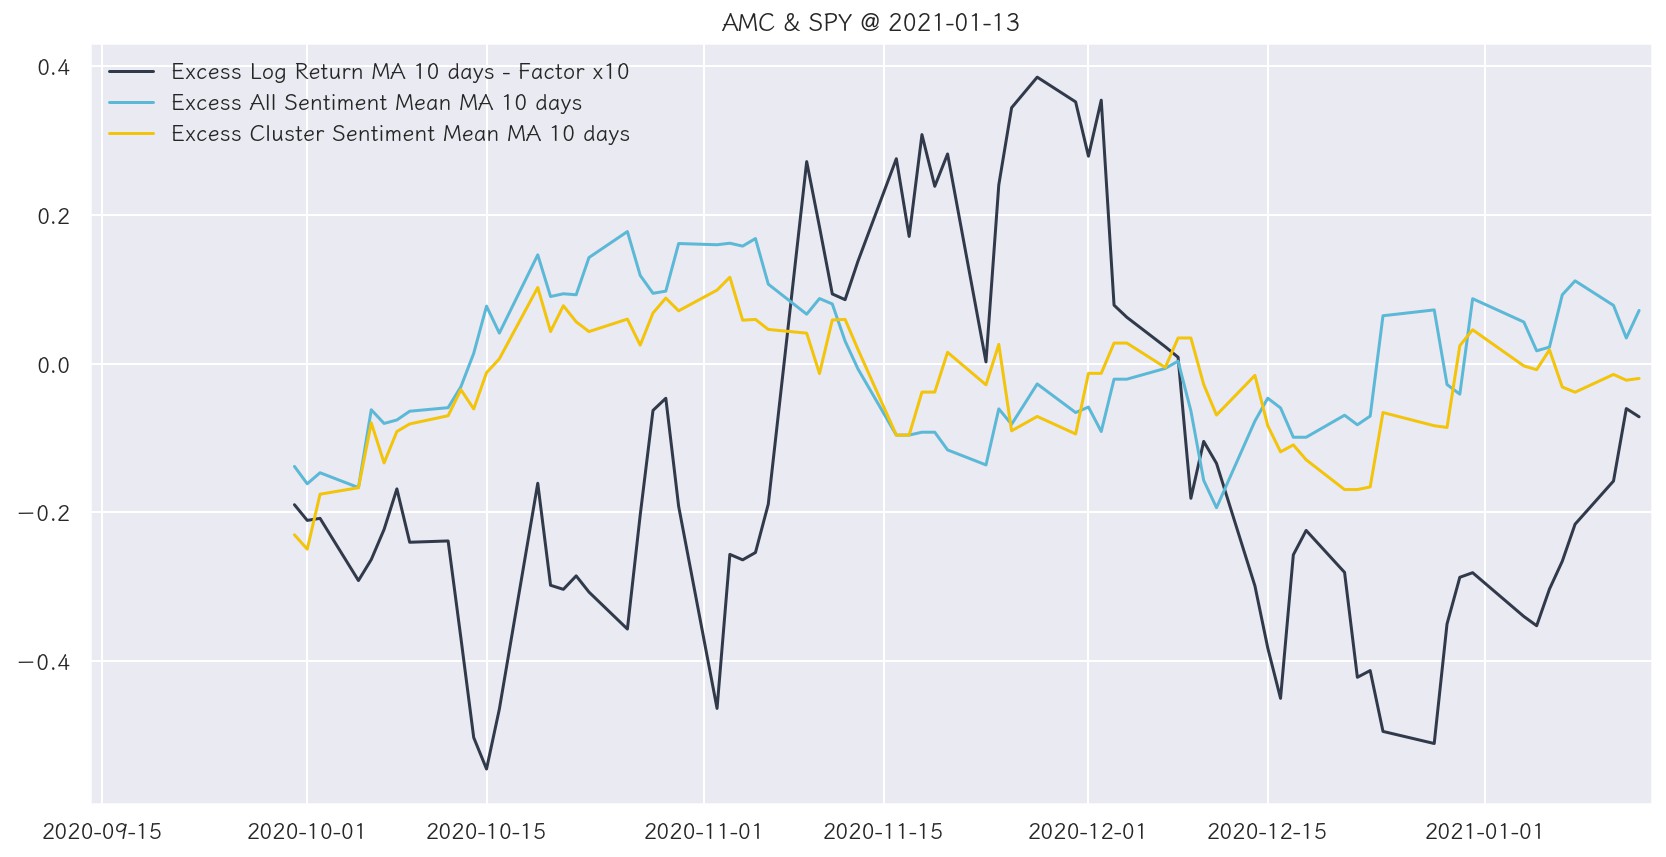 AMC & SPY @ 2021-01-13
Excess Log Return MA 10 days - Factor x10
Excess All Sentiment Mean MA 10 days
Excess Cluster Sentiment Mean MA 10 days
0.4
0.2
0.0
−0.2
−0.4
2020-09-15 2020-10-01 2020-10-15 2020-11-01 2020-11-15 2020-12-01 2020-12-15 2021-01-01